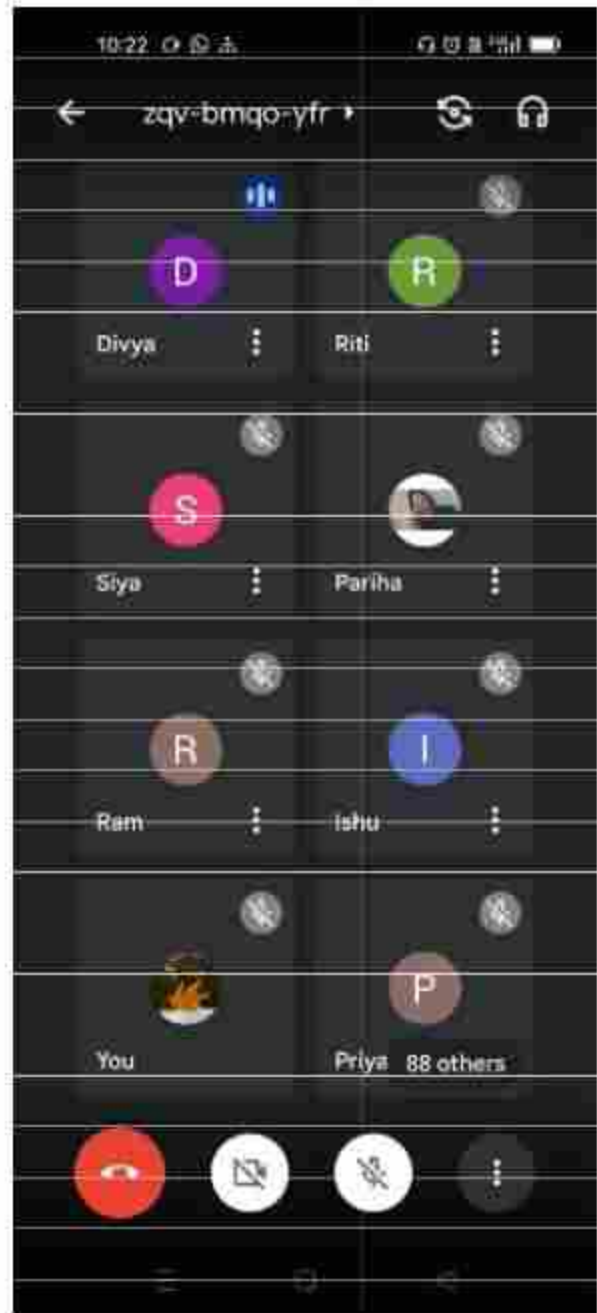 10:22
zqv-bmqo-yfr
D
R
Divya
Riti
S
Siya
Pariha
R
I
Ram
Ishu
P
You
Priya
88 others